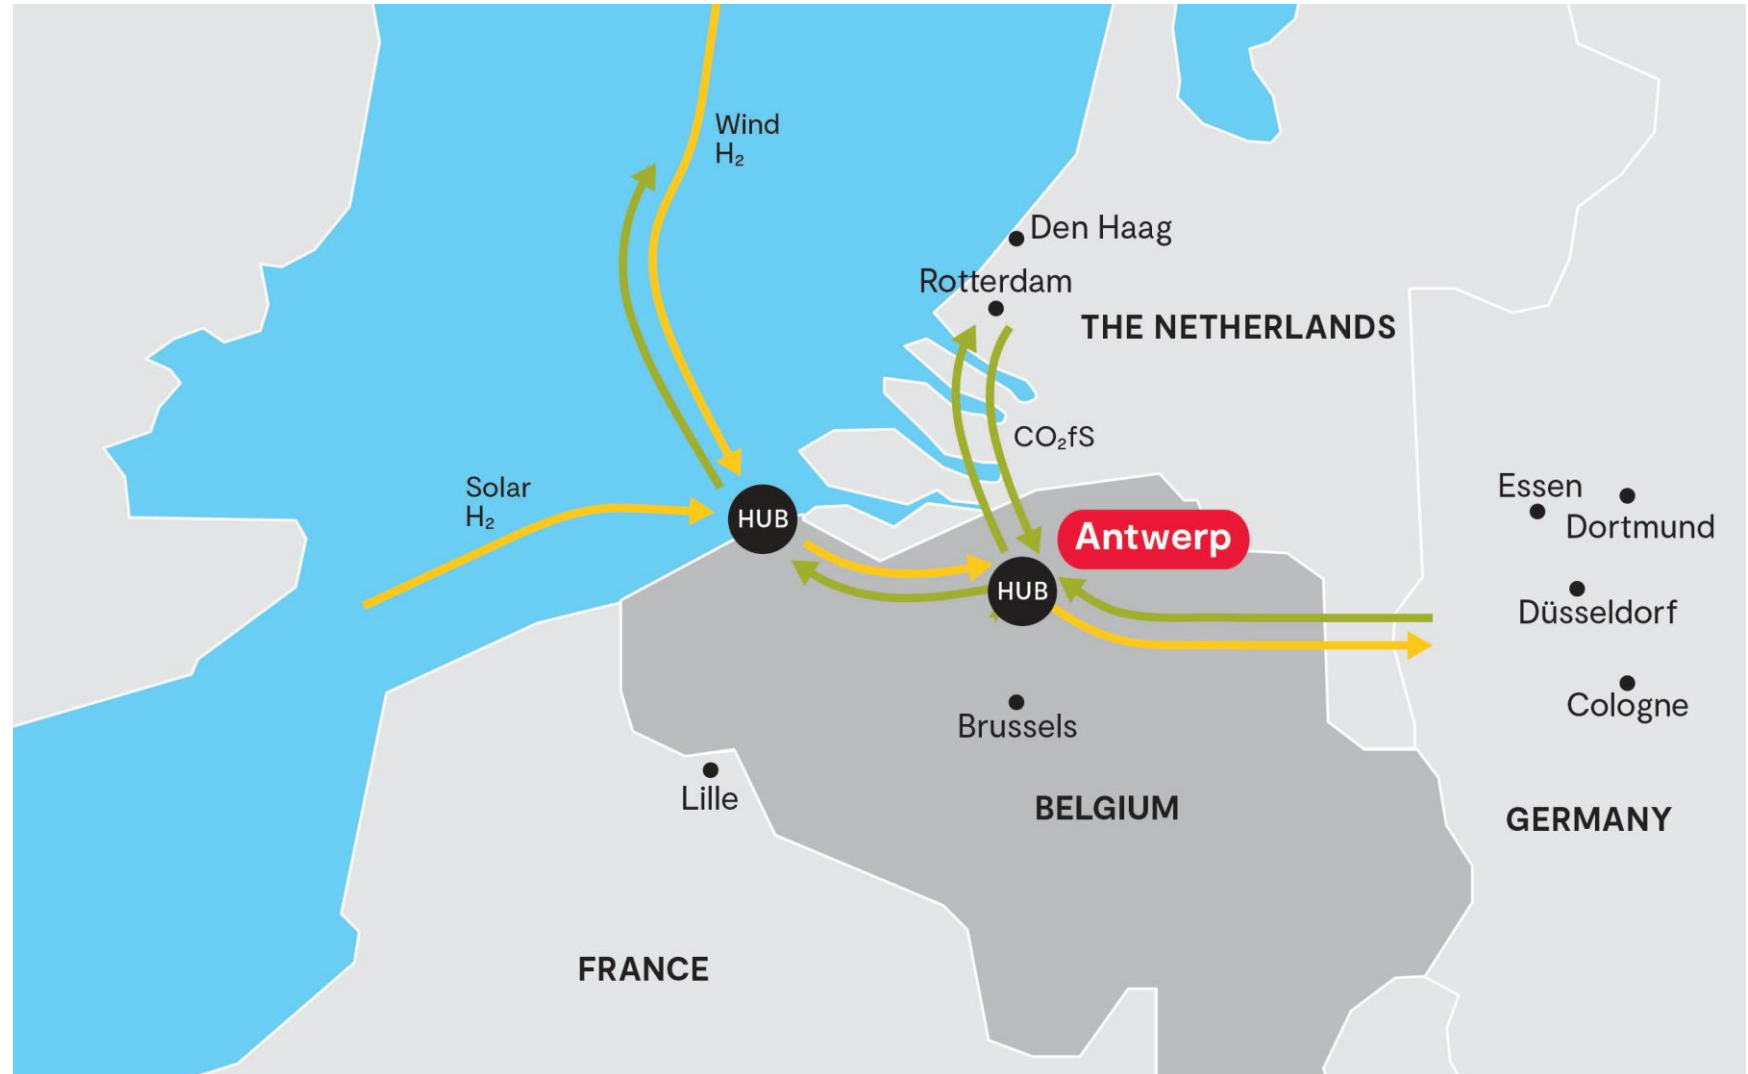 Wind
H₂
Den Haag
Rotterdam
THE NETHERLANDS
CO₂fS
Solar
H₂
HUB
Essen
Dortmund
Antwerp
HUB
Düsseldorf
Cologne
Brussels
Lille
BELGIUM
GERMANY
FRANCE